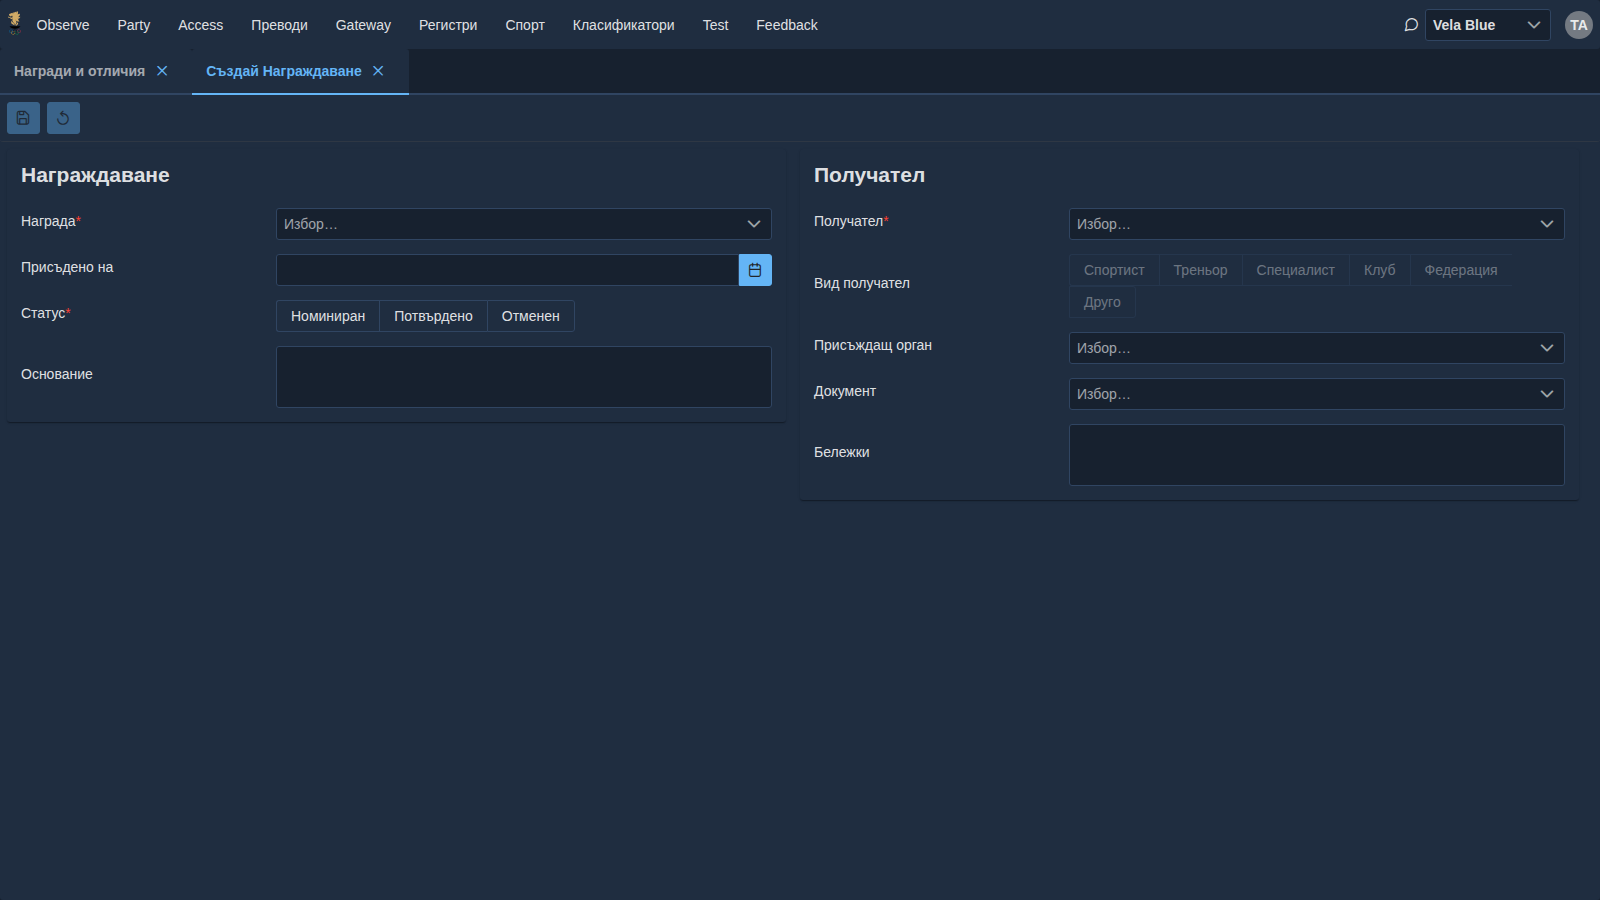 Observe Party Access Преводи Gateway Регистри Спорт Класификатори Test Feedback Vela Blue TA
Награди и отличия Създай Награждаване
Награждаване
Награда* Избор...
Присъдено на
Статус* Номиниран Потвърдено Отменен
Основание
Получател
Получател* Избор...
Вид получател Спортист Треньор Специалист Клуб Федерация
Друго
Присъждащ орган Избор...
Документ Избор...
Бележки